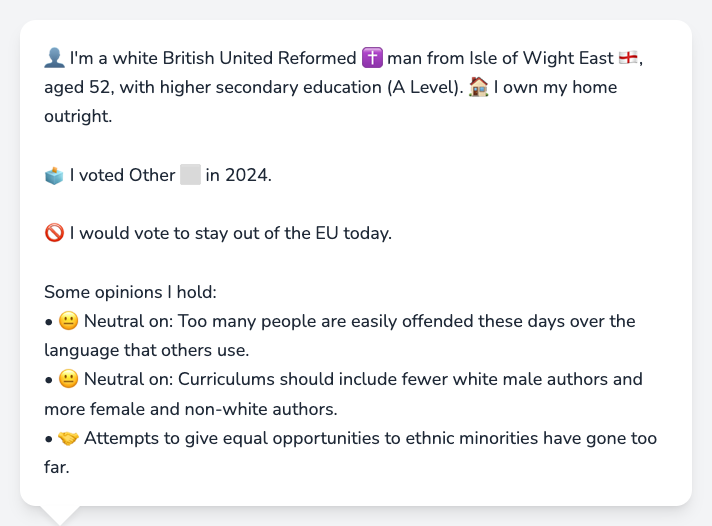 👤 I'm a white British United Reformed ✝️ man from Isle of Wight East 🏴󠁧󠁢󠁥󠁮󠁧󠁿,
aged 52, with higher secondary education (A Level). 🏠 I own my home
outright.
🗳️ I voted Other ⬜ in 2024.
🚫 I would vote to stay out of the EU today.
Some opinions I hold:
• 😐 Neutral on: Too many people are easily offended these days over the
language that others use.
• 😐 Neutral on: Curriculums should include fewer white male authors and
more female and non-white authors.
• 🤝 Attempts to give equal opportunities to ethnic minorities have gone too
far.